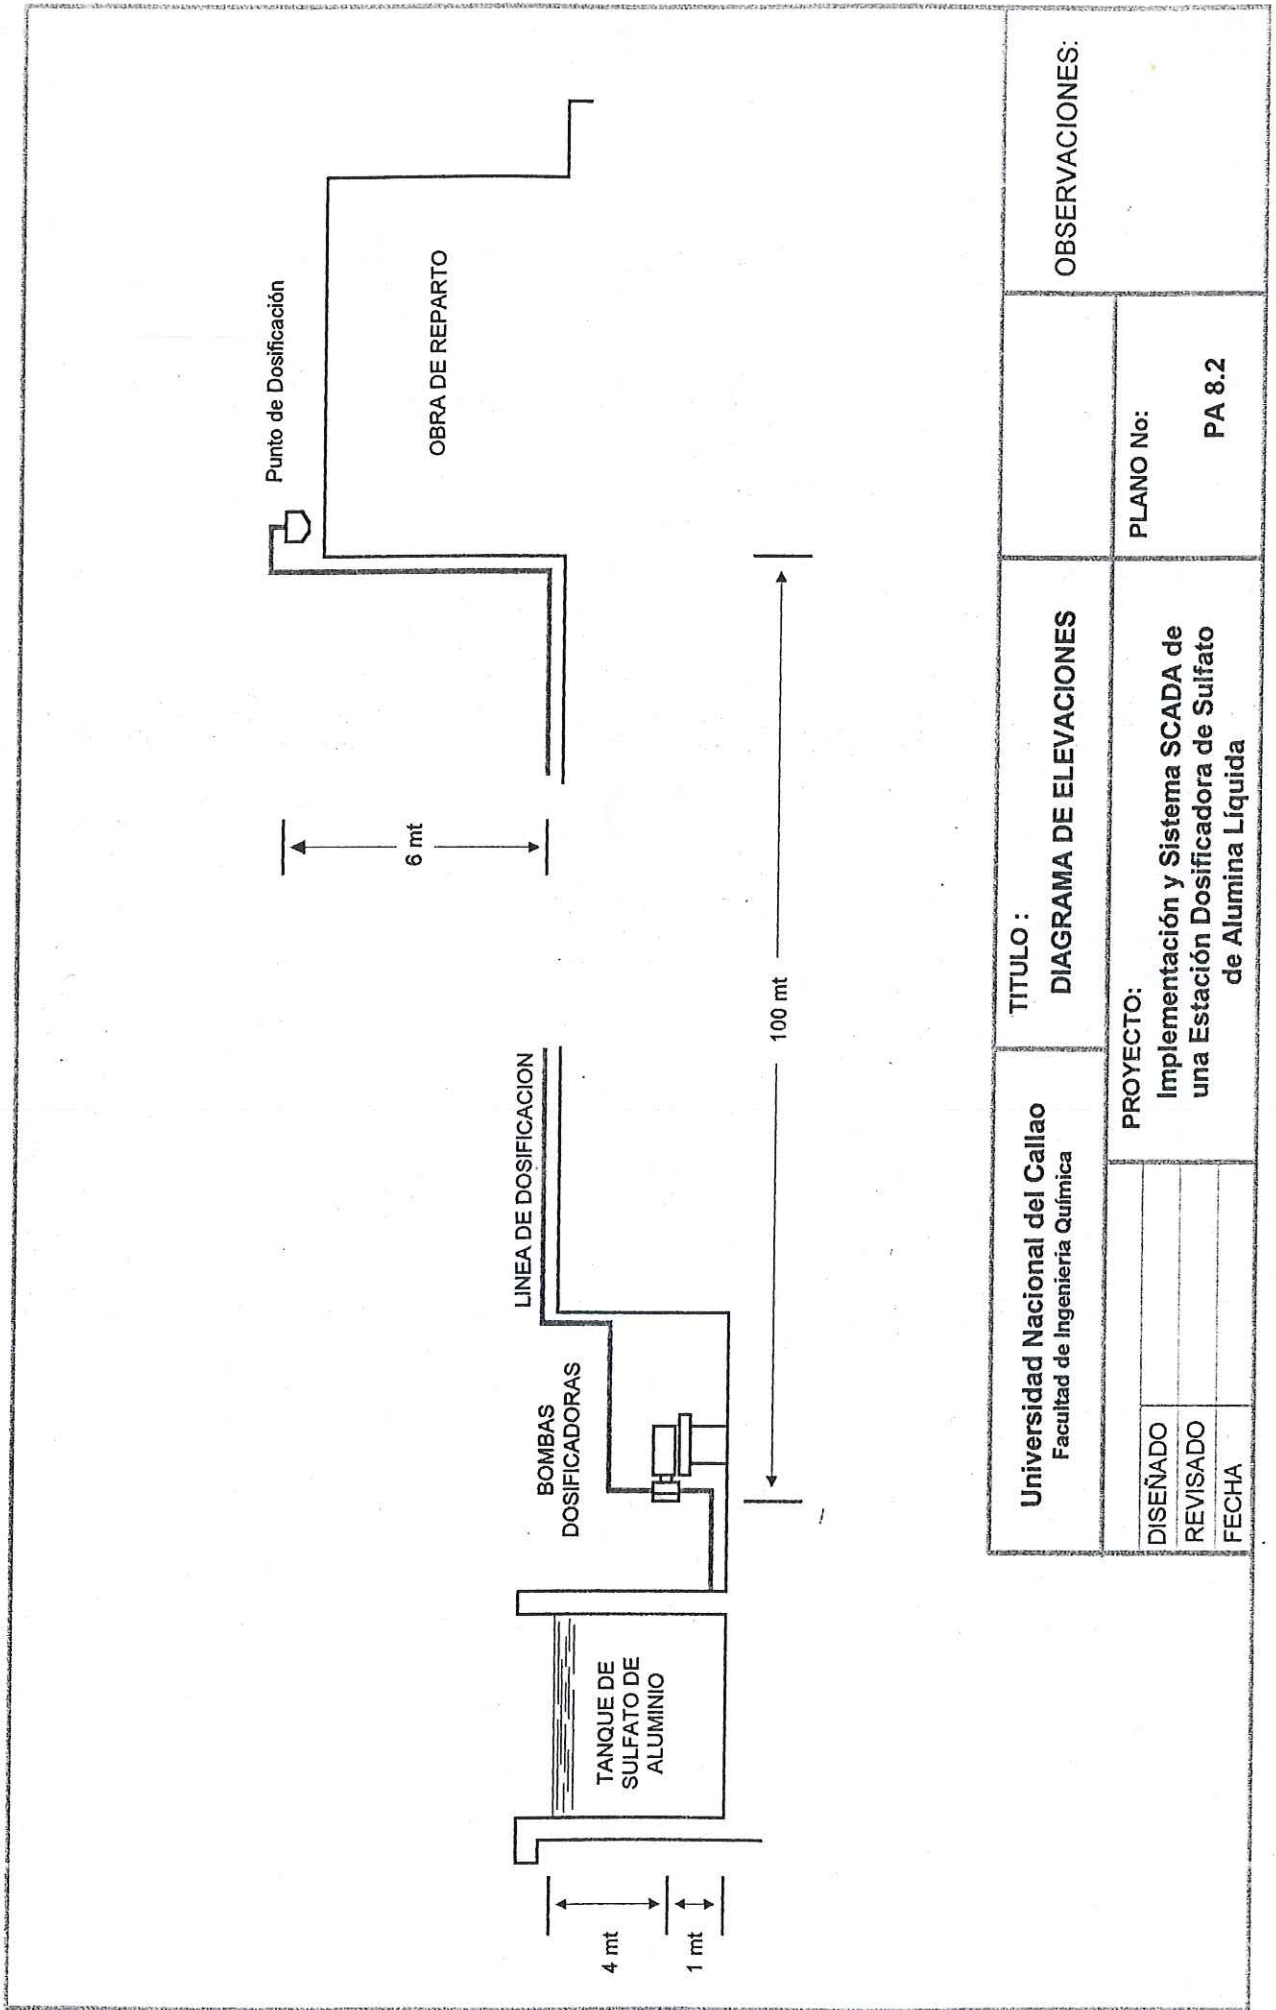 Punto de Dosificación
OBRA DE REPARTO
6 mt
LINEA DE DOSIFICACION
100 mt
BOMBAS
DOSIFICADORAS
TANQUE DE
SULFATO DE
ALUMINIO
4 mt
1 mt
Universidad Nacional del Callao
Facultad de Ingenieria Química
TITULO :
DIAGRAMA DE ELEVACIONES
OBSERVACIONES:
DISEÑADO
REVISADO
FECHA
PROYECTO:
Implementación y Sistema SCADA de
una Estación Dosificadora de Sulfato
de Alumina Líquida
PLANO No:
PA 8.2